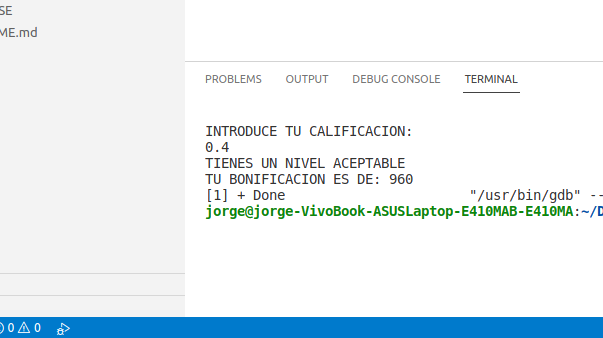 SE
ME.md
PROBLEMS OUTPUT DEBUG CONSOLE TERMINAL
INTRODUCE TU CALIFICACION:
0.4
TIENES UN NIVEL ACEPTABLE
TU BONIFICACION ES DE: 960
[1] + Done "/usr/bin/gdb" --
jorge@jorge-VivoBook-ASUSLaptop-E410MAB-E410MA:~/D
0 0